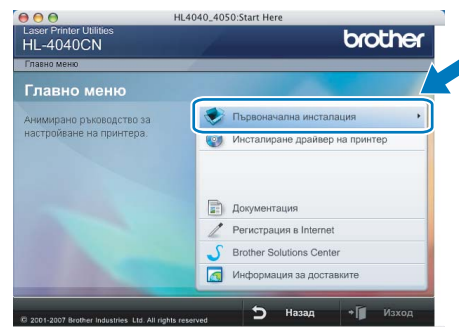 HL4040_4050:Start Here
Laser Printer Utilities
HL-4040CN
brother
Главно меню
Главно меню
Анимирано ръководство за
настройване на принтера.
Първоначална инсталация
Инсталиране драйвер на принтер
Документация
Регистрация в Internet
Brother Solutions Center
Информация за доставките
© 2001-2007 Brother Industries Ltd. All rights reserved
Назад
Изход